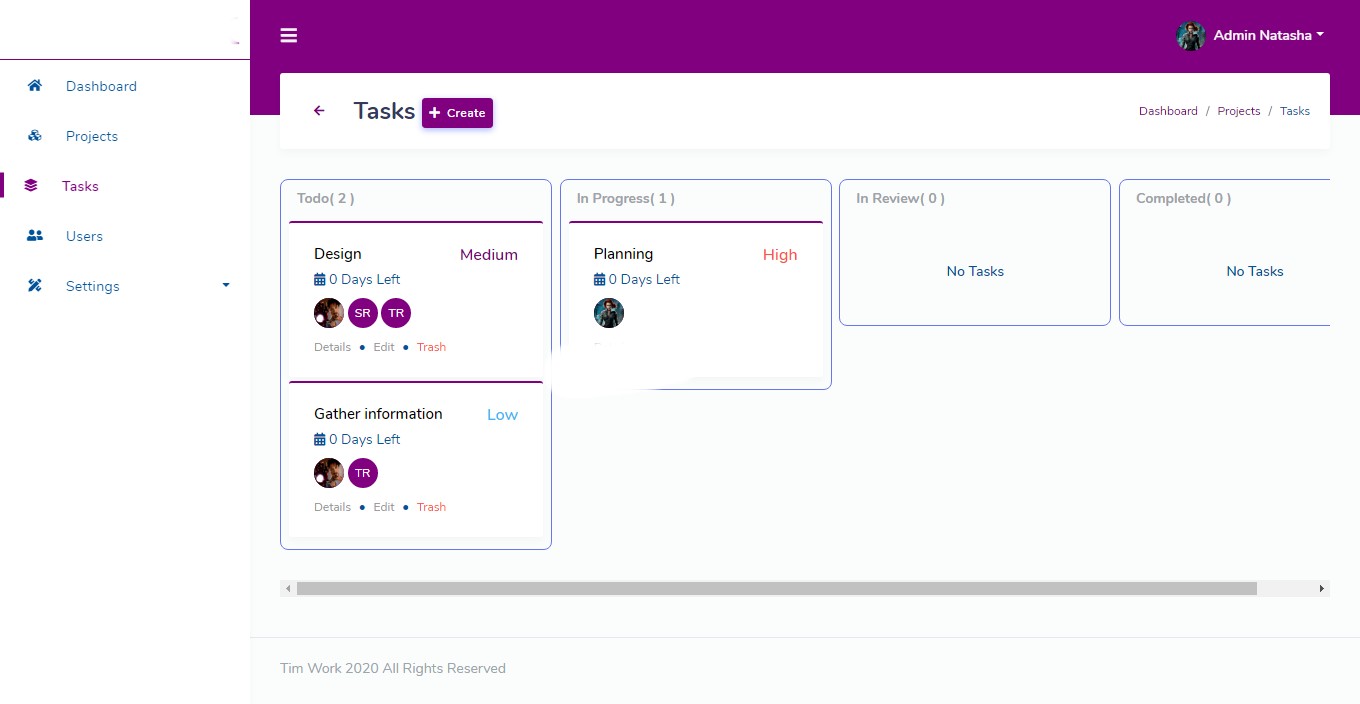 Admin Natasha
Dashboard
Projects
Tasks
Users
Settings
Tasks
+ Create
Dashboard / Projects / Tasks
Todo( 2 )
Design
Medium
0 Days Left
SR TR
Details • Edit • Trash
Gather information
Low
0 Days Left
TR
Details • Edit • Trash
In Progress( 1 )
Planning
High
0 Days Left
In Review( 0 )
No Tasks
Completed( 0 )
No Tasks
Tim Work 2020 All Rights Reserved